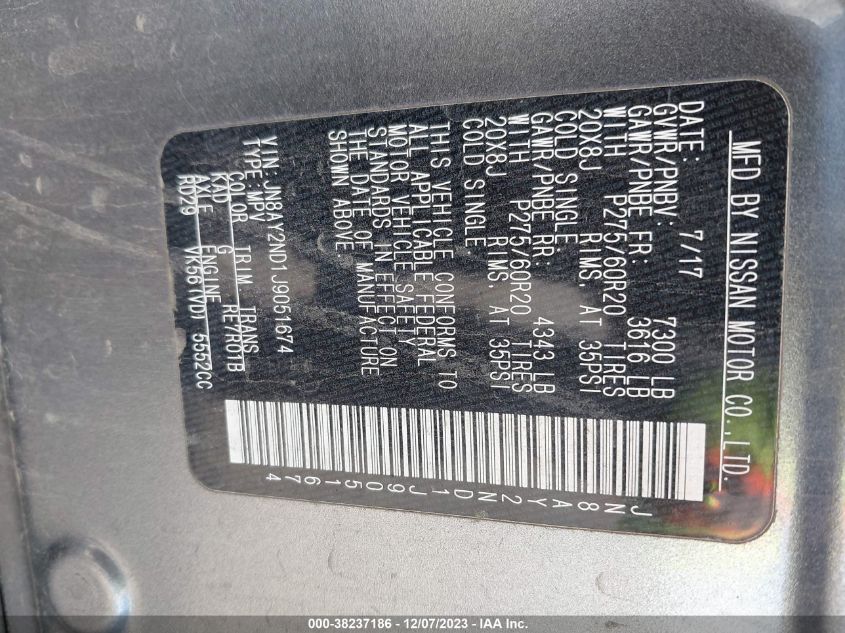 MFD BY NISSAN MOTOR CO.,LTD.
DATE: 7/17
GVWR/PNBV: 7300 LB
GAWR/PNBE FR: 3616 LB
WITH P275/60R20 TIRES
20X8J RIMS, AT 35PSI
COLD SINGLE
GAWR/PNBE RR: 4343 LB
WITH P275/60R20 TIRES
20X8J RIMS, AT 35PSI
COLD SINGLE
THIS VEHICLE CONFORMS TO
ALL APPLICABLE FEDERAL
MOTOR VEHICLE SAFETY
STANDARDS IN EFFECT ON
THE DATE OF MANUFACTURE
SHOWN ABOVE.
V.I.N: JN8AY2ND1J9051674
TYPE: MPV
COLOR TRIM TRANS
KAD G RE7R01B
AXLE ENGINE
RD29 VK56(VD) 5552CC
JN8AY2ND1J9051674
000-38237186 - 12/07/2023 - IAA Inc.